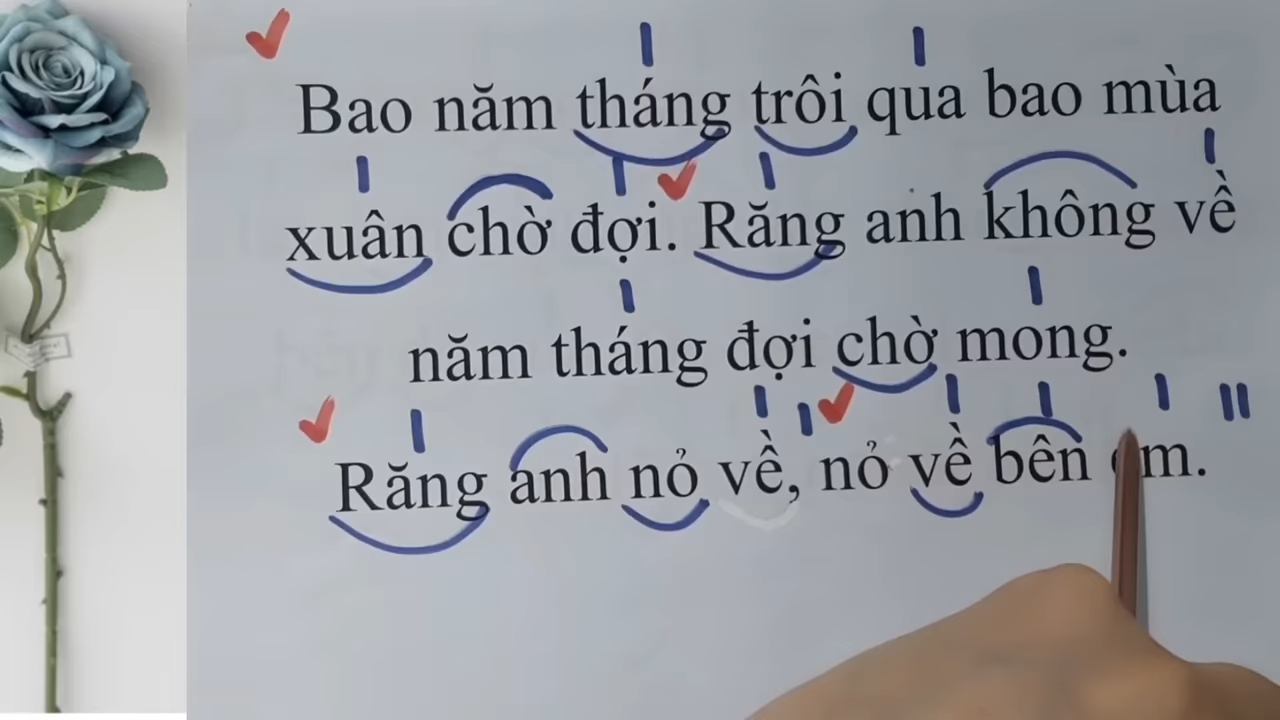 Bao năm tháng trôi qua bao mùa
xuân chờ đợi. Răng anh không về
năm tháng đợi chờ mong.
Răng anh nỏ về, nỏ về bên em.